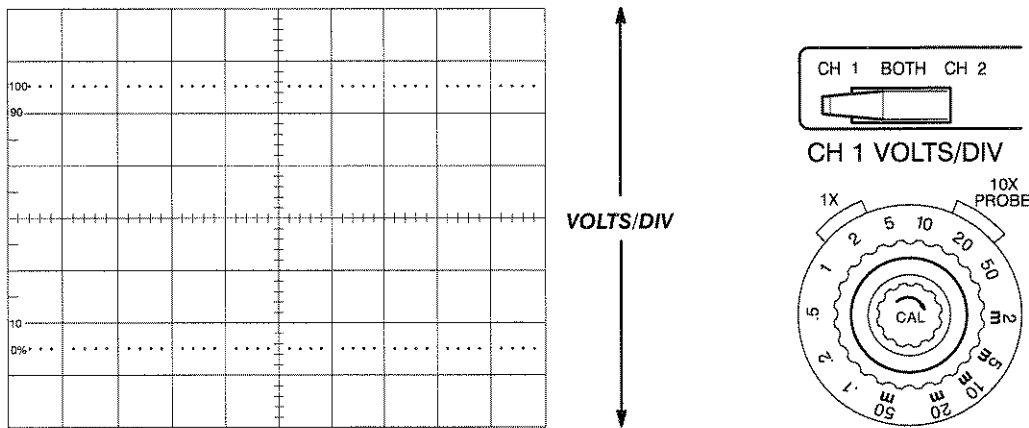 100
90
10
0%
VOLTS/DIV
CH 1 BOTH CH 2
CH 1 VOLTS/DIV
1X
10X
PROBE
.1
.2
.5
1
2
5
10
20
50
2 m
5 m
10 m
20 m
50 m
CAL